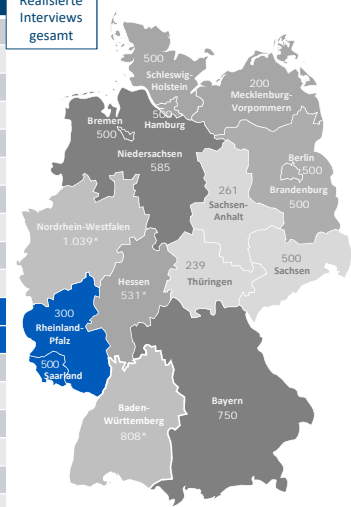 Realisierte
Interviews
gesamt
500
Schleswig-
Holstein
200
Mecklenburg-
Vorpommern
500
Hamburg
Bremen
500
Niedersachsen
585
Berlin
500
Brandenburg
500
261
Sachsen-
Anhalt
Nordrhein-Westfalen
1.039*
Hessen
531*
239
Thüringen
500
Sachsen
300
Rheinland-
Pfalz
500
Saarland
Baden-
Württemberg
808*
Bayern
750